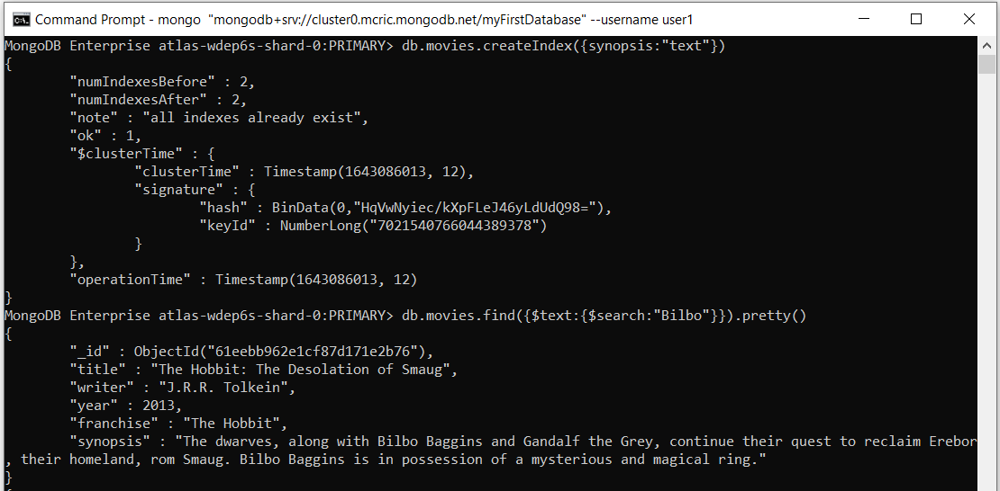 Command Prompt - mongo "mongodb+srv://cluster0.mcric.mongodb.net/myFirstDatabase" --username user1
MongoDB Enterprise atlas-wdep6s-shard-0:PRIMARY> db.movies.createIndex({synopsis:"text"})
{
        "numIndexesBefore" : 2,
        "numIndexesAfter" : 2,
        "note" : "all indexes already exist",
        "ok" : 1,
        "$clusterTime" : {
                "clusterTime" : Timestamp(1643086013, 12),
                "signature" : {
                        "hash" : BinData(0,"HqVwNyiec/kXpFLeJ46yLdUdQ98="),
                        "keyId" : NumberLong("7021540766044389378")
                }
        },
        "operationTime" : Timestamp(1643086013, 12)
}
MongoDB Enterprise atlas-wdep6s-shard-0:PRIMARY> db.movies.find({$text:{$search:"Bilbo"}}).pretty()
{
        "_id" : ObjectId("61eebb962e1cf87d171e2b76"),
        "title" : "The Hobbit: The Desolation of Smaug",
        "writer" : "J.R.R. Tolkein",
        "year" : 2013,
        "franchise" : "The Hobbit",
        "synopsis" : "The dwarves, along with Bilbo Baggins and Gandalf the Grey, continue their quest to reclaim Erebor
, their homeland, rom Smaug. Bilbo Baggins is in possession of a mysterious and magical ring."
}